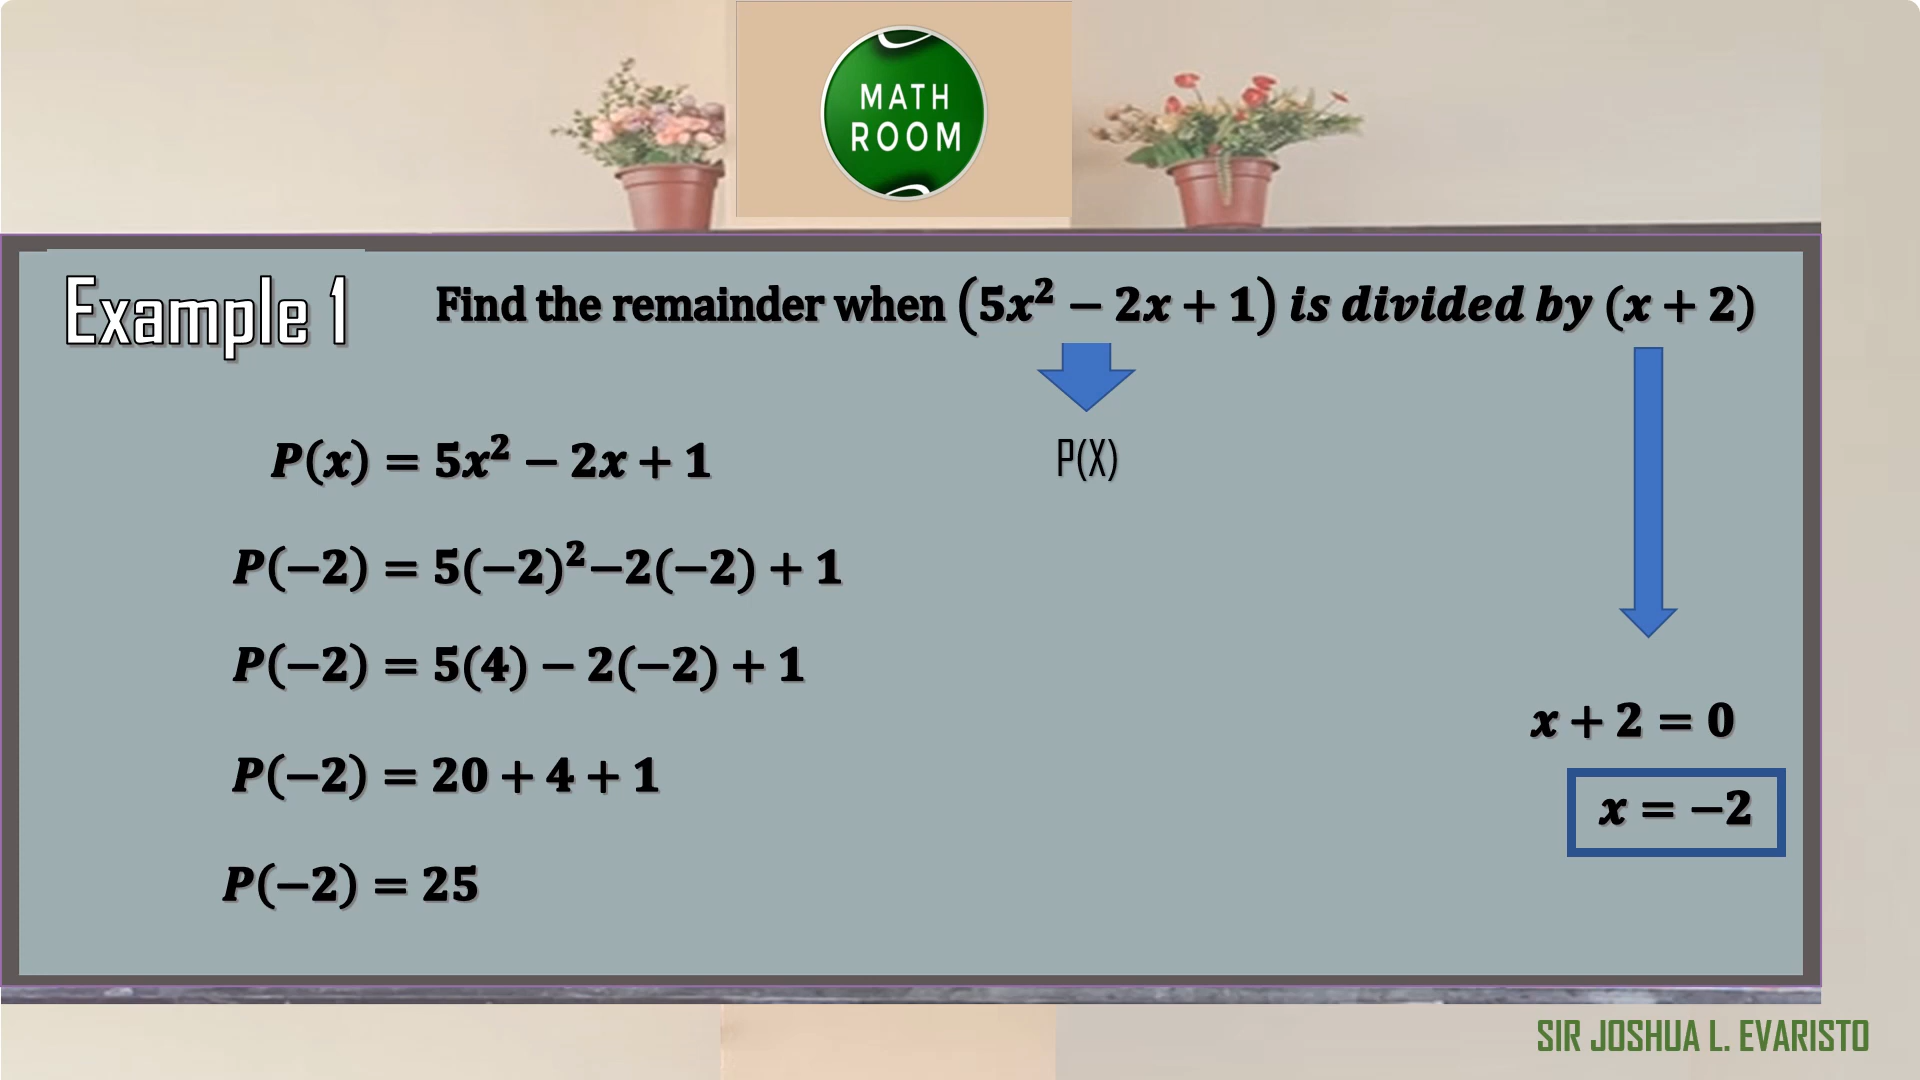 MATH
ROOM
Example 1
Find the remainder when (5x² − 2x + 1) is divided by (x + 2)
P(x) = 5x² − 2x + 1
P(X)
P(−2) = 5(−2)²−2(−2) + 1
P(−2) = 5(4) − 2(−2) + 1
x + 2 = 0
P(−2) = 20 + 4 + 1
x = −2
P(−2) = 25
SIR JOSHUA L. EVARISTO